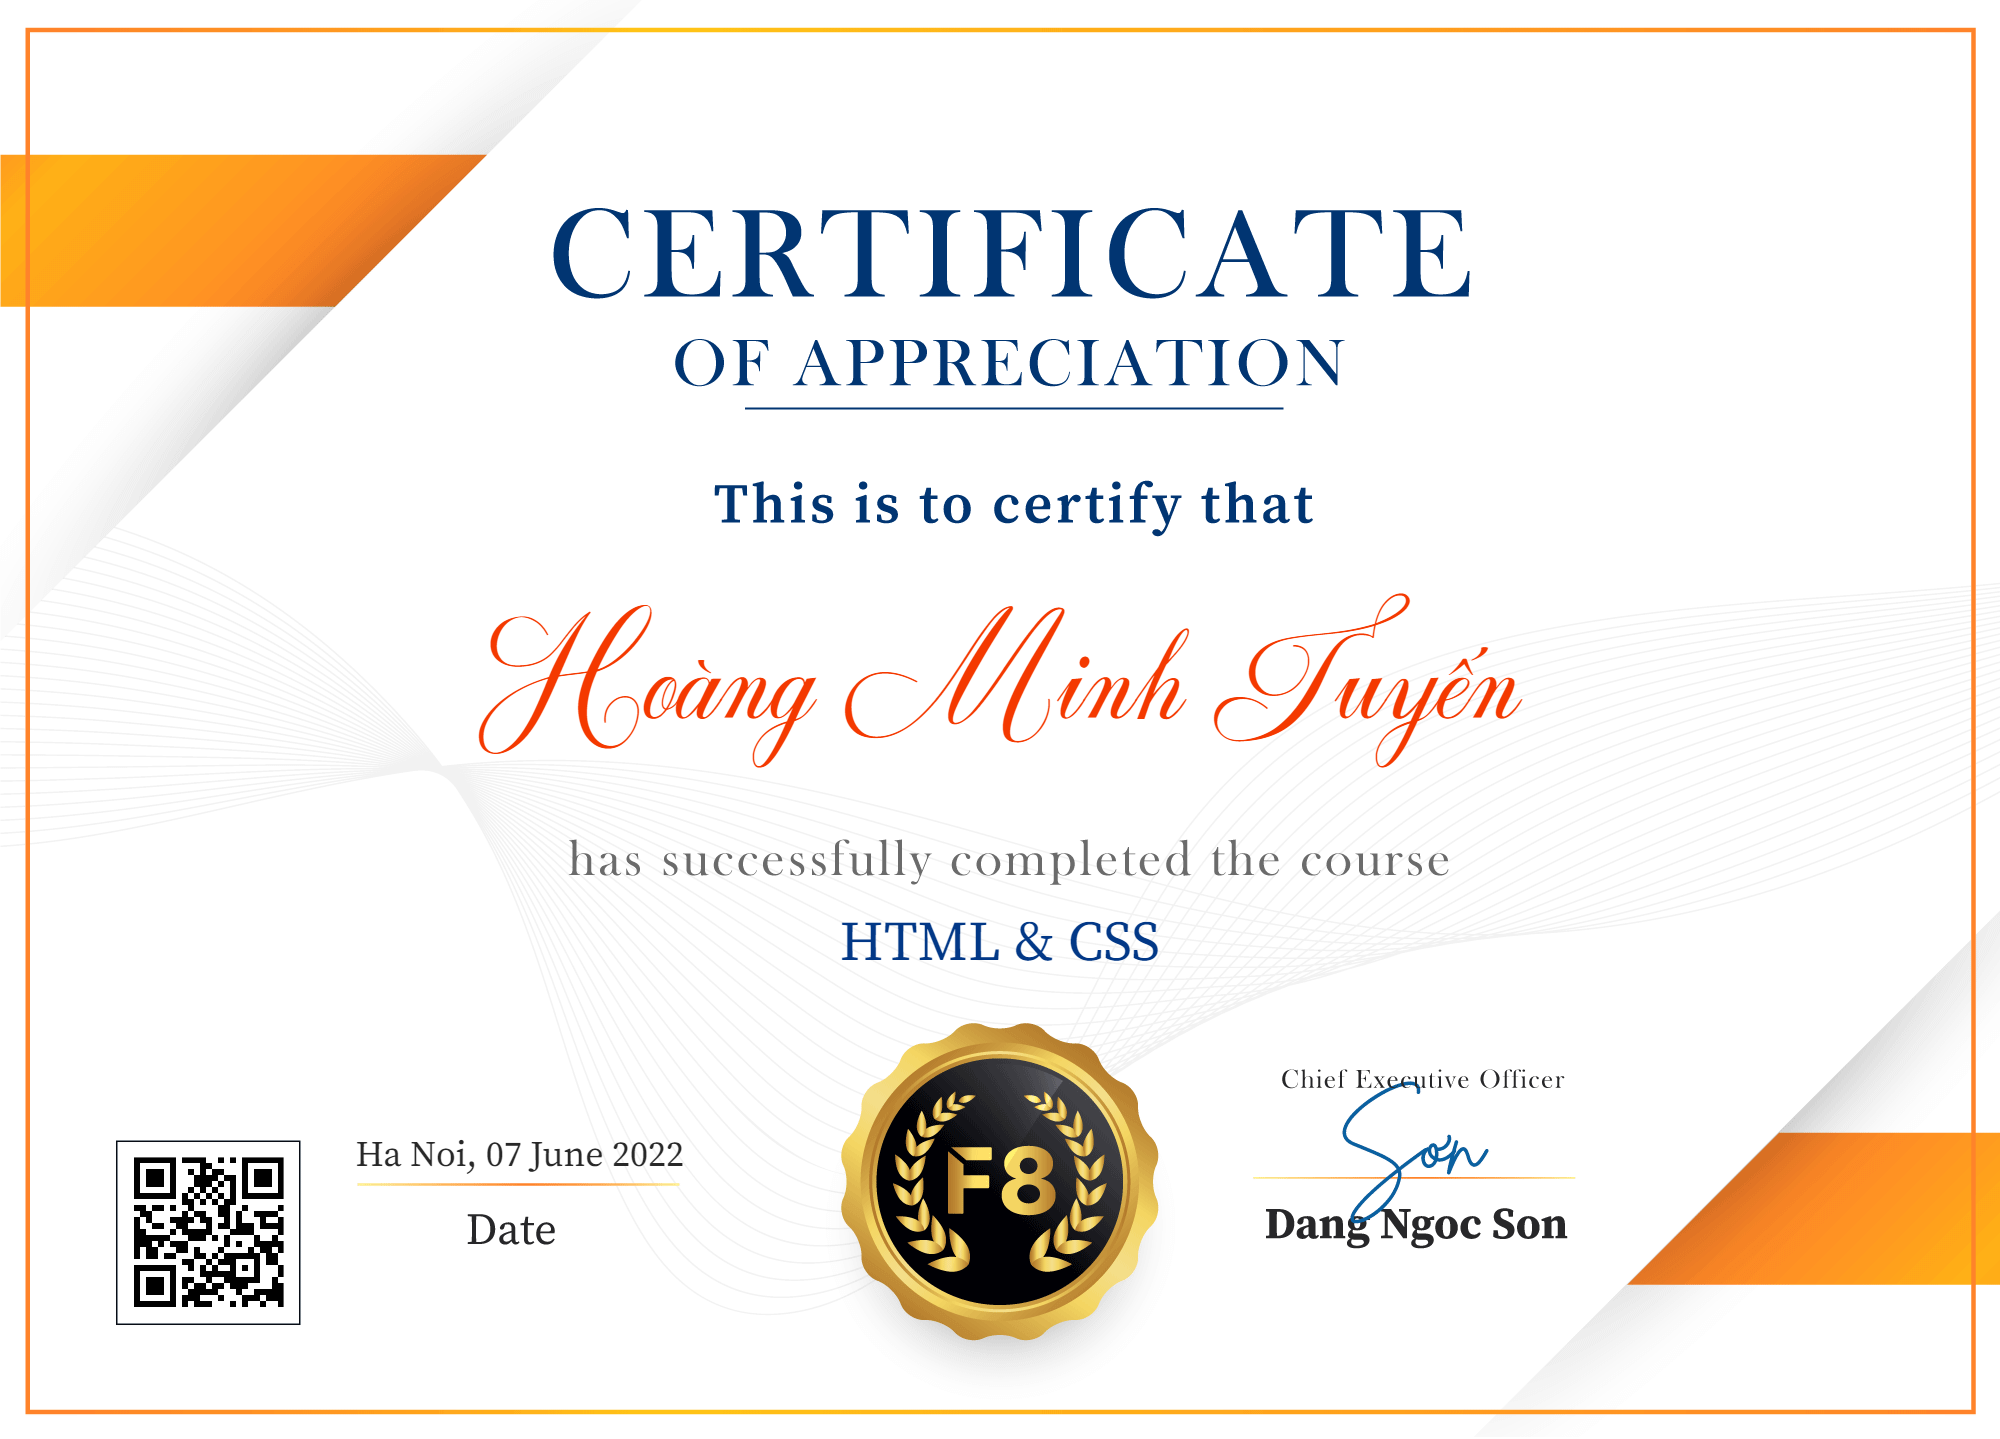 CERTIFICATE
OF APPRECIATION
This is to certify that
Hoàng Minh Tuyến
has successfully completed the course
HTML & CSS
Ha Noi, 07 June 2022
Date
F8
Chief Executive Officer
Son
Dang Ngoc Son